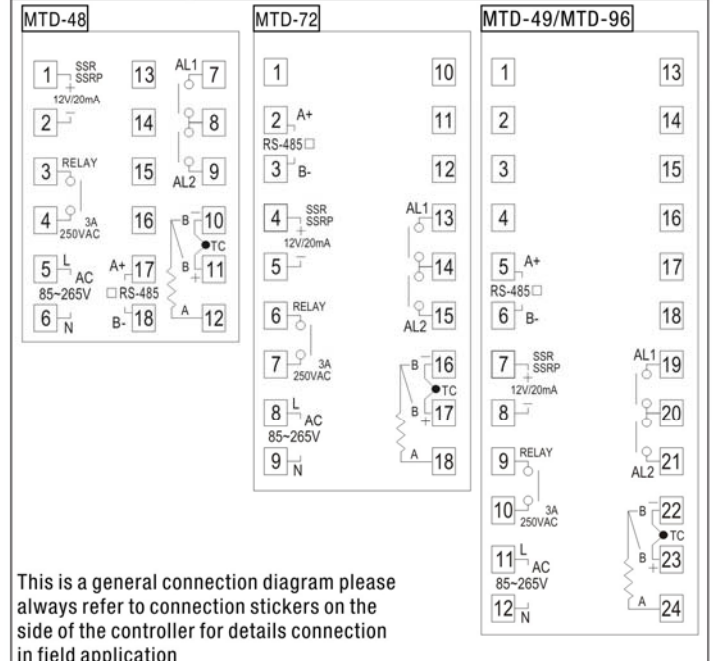 MTD-48
1 SSR 13 AL1 7
SSRP
+
12V/20mA
2 − 14 8
3 RELAY 15 AL2 9
4 3A 16 B − 10
250VAC
TC
5 L A+ 17 B + 11
AC
85~265V RS-485
6 N B- 18 A 12
MTD-72
1 10
2 A+ 11
RS-485
3 B- 12
4 SSR AL1 13
SSRP
+
12V/20mA
5 − 14
6 RELAY 15
AL2
7 3A B − 16
250VAC
TC
8 L B + 17
AC
85~265V
9 N A 18
MTD-49/MTD-96
1 13
2 14
3 15
4 16
5 A+ 17
RS-485
6 B- 18
7 SSR AL1 19
SSRP
+
12V/20mA
8 − 20
9 RELAY AL2 21
10 3A B − 22
250VAC
TC
11 L B + 23
AC
85~265V
12 N A 24
This is a general connection diagram please
always refer to connection stickers on the
side of the controller for details connection
in field application